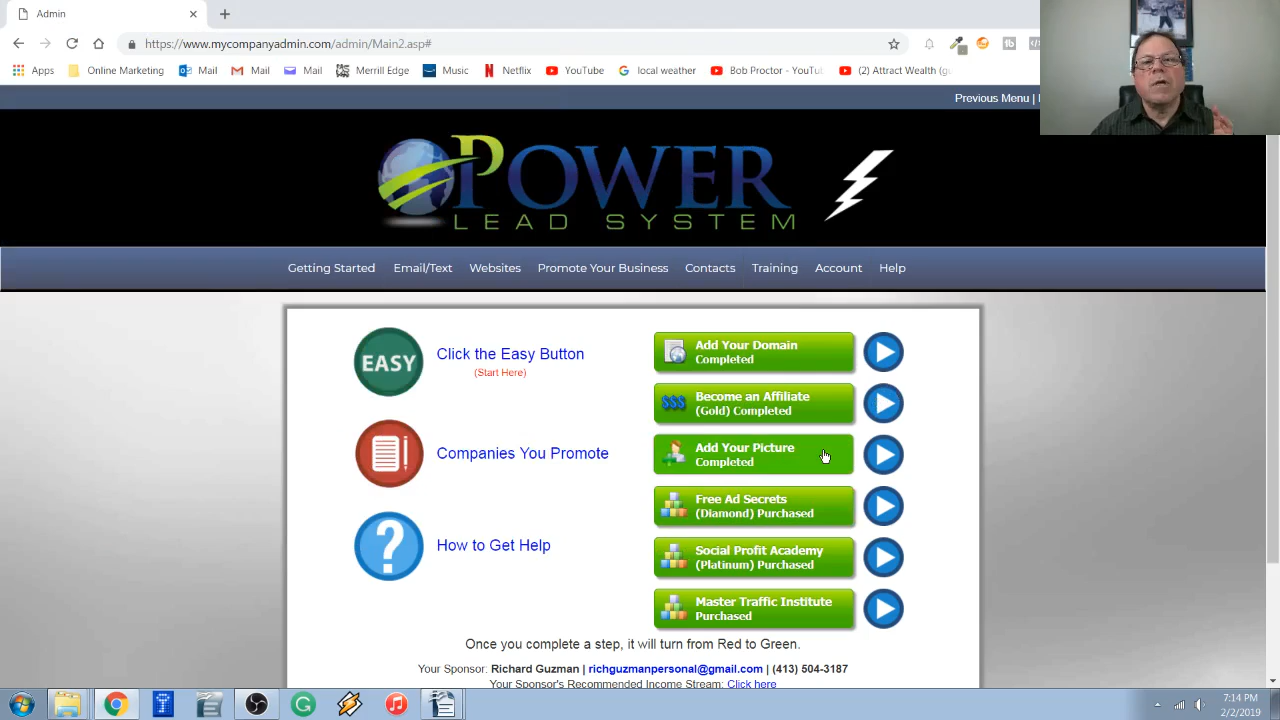 Admin
https://www.mycompanyadmin.com/admin/Main2.asp#
Apps
Online Marketing
Mail
Mail
Mail
Merrill Edge
Music
Netflix
YouTube
local weather
Bob Proctor - YouTu
(2) Attract Wealth (g
Previous Menu |
POWER
LEAD SYSTEM
Getting Started
Email/Text
Websites
Promote Your Business
Contacts
Training
Account
Help
EASY
Click the Easy Button
(Start Here)
Companies You Promote
How to Get Help
Add Your Domain
Completed
$$$
Become an Affiliate
(Gold) Completed
Add Your Picture
Completed
Free Ad Secrets
(Diamond) Purchased
Social Profit Academy
(Platinum) Purchased
Master Traffic Institute
Purchased
Once you complete a step, it will turn from Red to Green.
Your Sponsor: Richard Guzman | richguzmanpersonal@gmail.com | (413) 504-3187
Your Sponsor's Recommended Income Stream: Click here
7:14 PM
2/2/2019